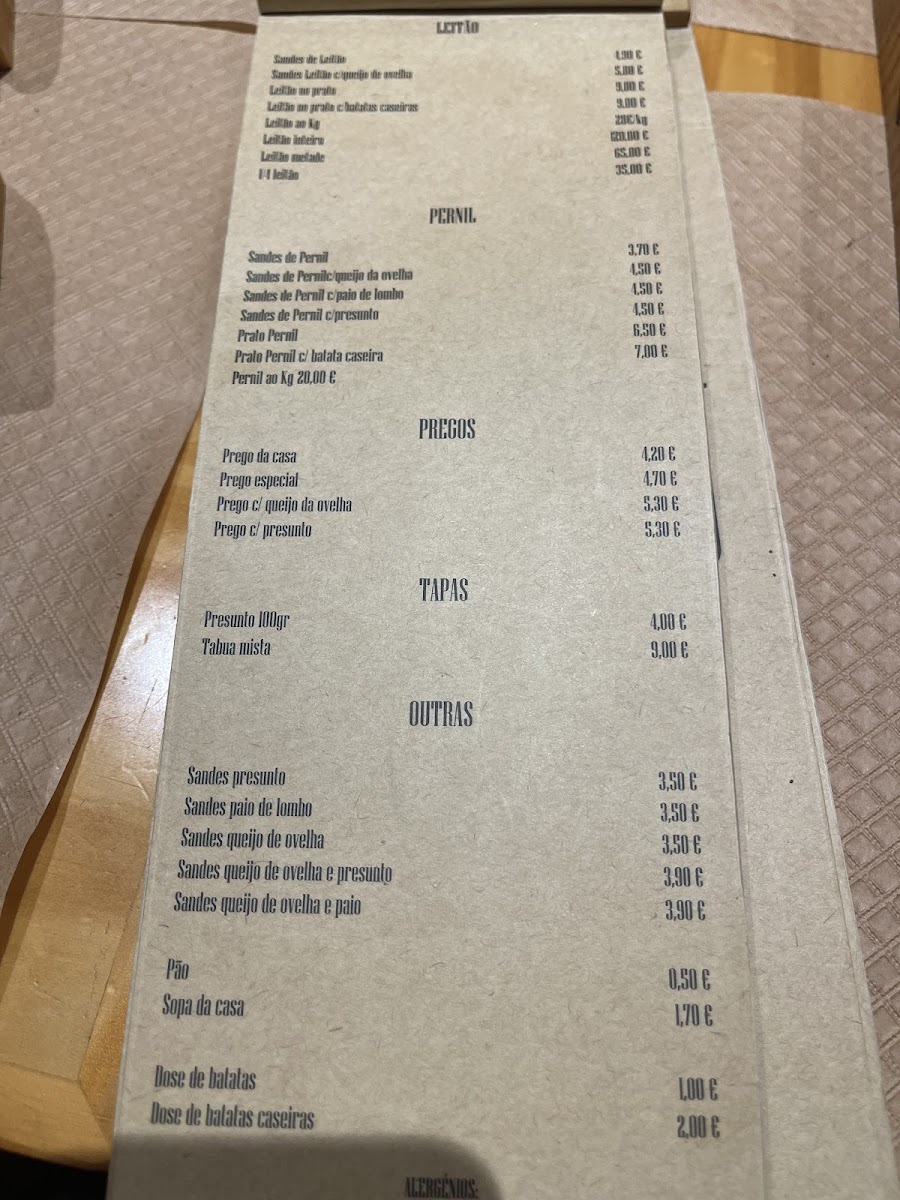 LEITÃO
Sandes de Leitão 4,90 €
Sandes Leitão c/queijo de ovelha 5,80 €
Leitão no prato 9,00 €
Leitão no prato c/batatas caseiras 9,00 €
Leitão ao Kg 28€/kg
Leitão inteiro 120,00 €
Leitão metade 65,00 €
1/4 leitão 35,00 €
PERNIL
Sandes de Pernil 3,70 €
Sandes de Pernilc/queijo da ovelha 4,50 €
Sandes de Pernil c/paio de lombo 4,50 €
Sandes de Pernil c/presunto 4,50 €
Prato Pernil 6,50 €
Prato Pernil c/ batata caseira 7,00 €
Pernil ao Kg 20,00 €
PREGOS
Prego da casa 4,20 €
Prego especial 4,70 €
Prego c/ queijo da ovelha 5,30 €
Prego c/ presunto 5,30 €
TAPAS
Presunto 100gr 4,00 €
Tabua mista 9,00 €
OUTRAS
Sandes presunto 3,50 €
Sandes paio de lombo 3,50 €
Sandes queijo de ovelha 3,50 €
Sandes queijo de ovelha e presunto 3,90 €
Sandes queijo de ovelha e paio 3,90 €
Pão 0,50 €
Sopa da casa 1,70 €
Dose de batatas 1,00 €
Dose de batatas caseiras 2,00 €
ALERGÉNIOS: